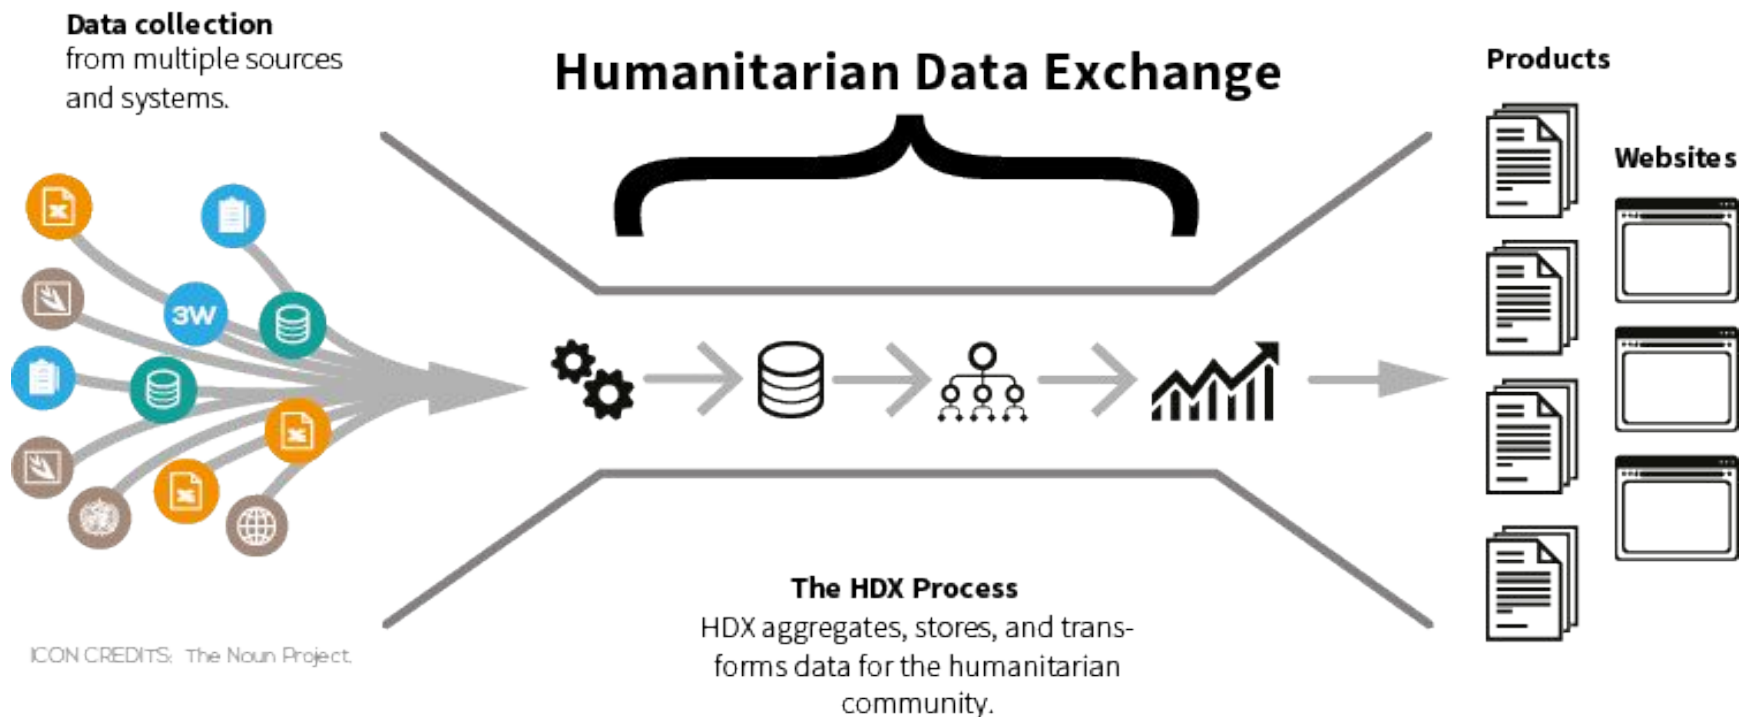 Data collection
from multiple sources
and systems.
Humanitarian Data Exchange
Products
Websites
3W
The HDX Process
HDX aggregates, stores, and trans-
forms data for the humanitarian
community.
ICON CREDITS: The Noun Project.